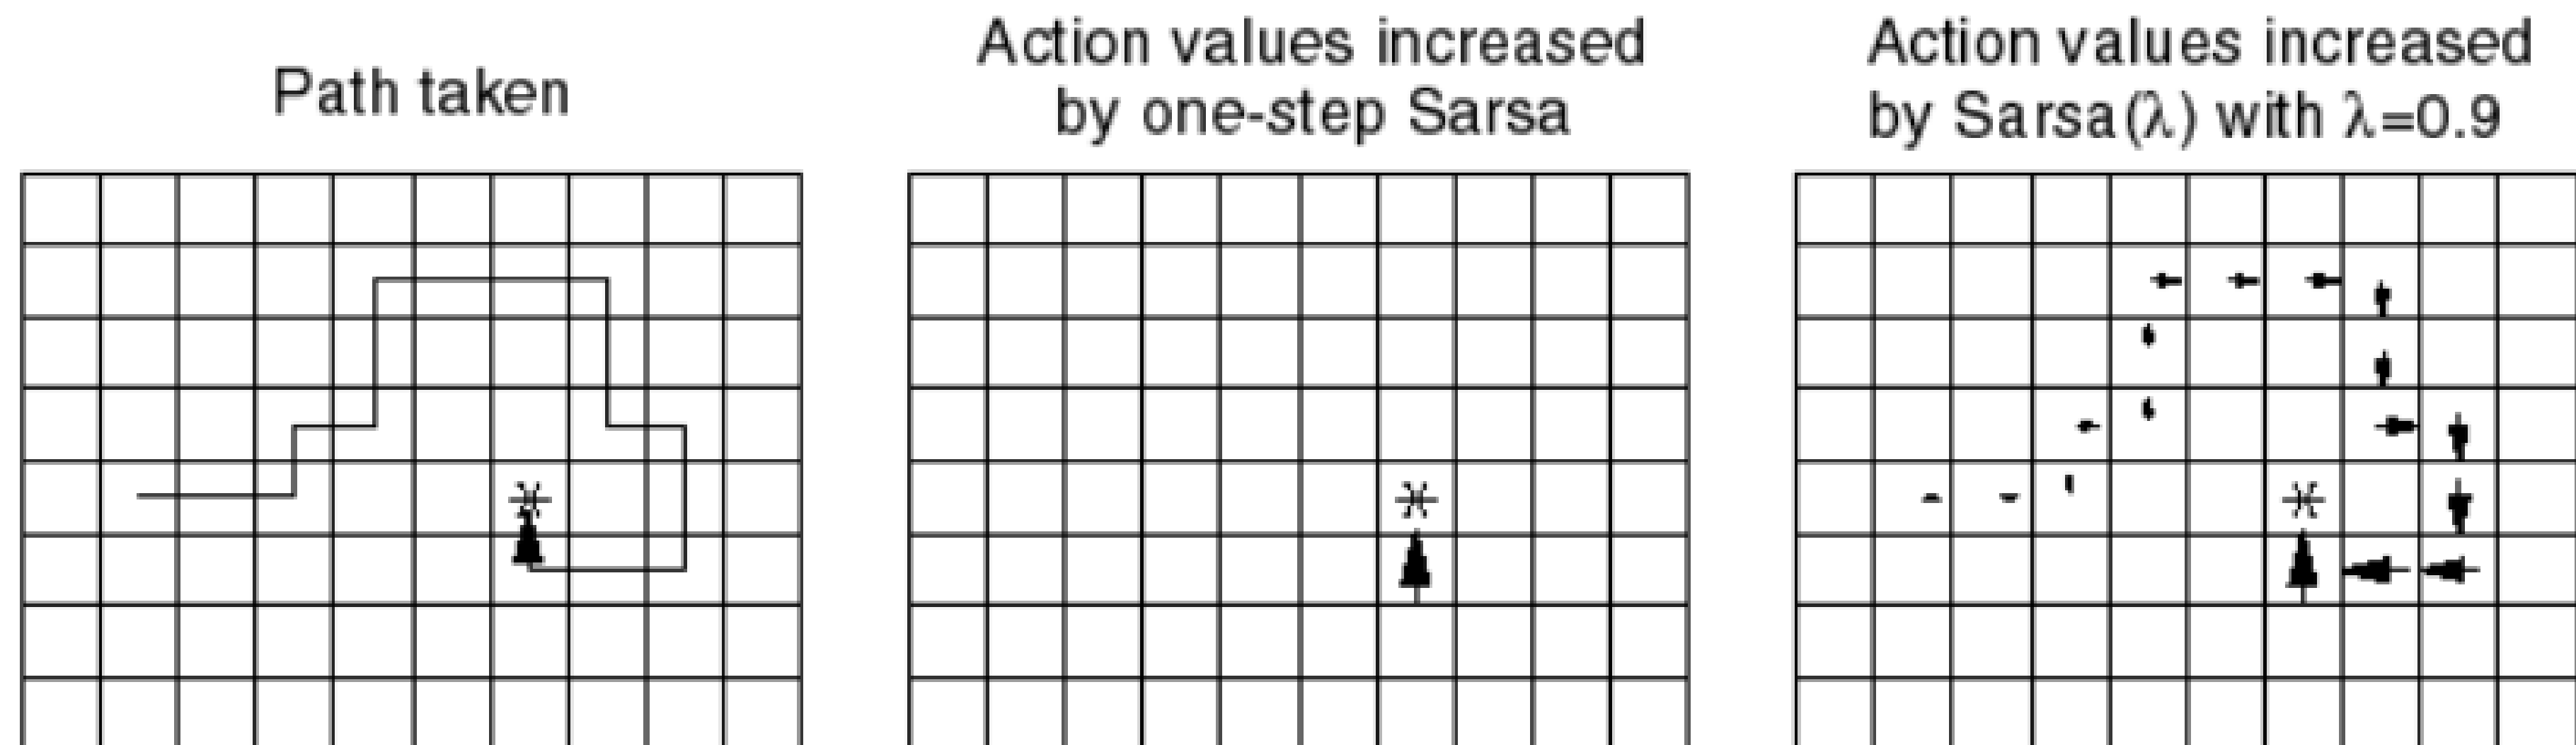 Path taken
Action values increased
by one-step Sarsa
Action values increased
by Sarsa(λ) with λ=0.9